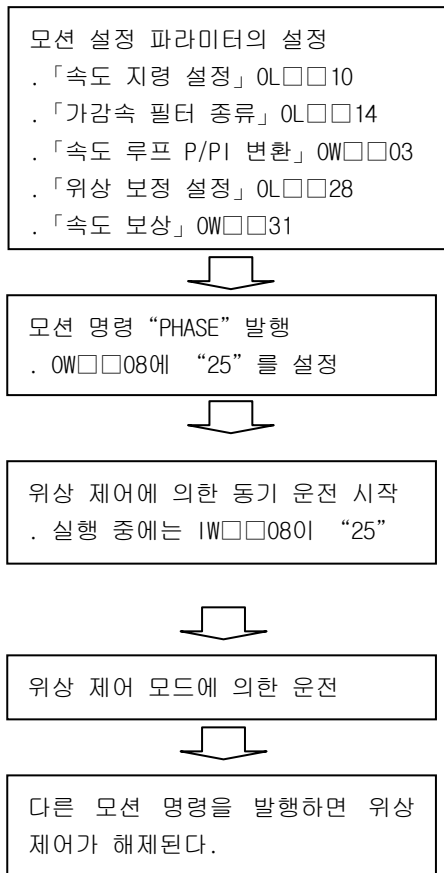 모션 설정 파라미터의 설정
.「속도 지령 설정」OL□□10
.「가감속 필터 종류」OL□□14
.「속도 루프 P/PI 변환」OW□□03
.「위상 보정 설정」OL□□28
.「속도 보상」OW□□31
모션 명령 “PHASE” 발행
. OW□□08에 “25”를 설정
위상 제어에 의한 동기 운전 시작
. 실행 중에는 IW□□08이 “25”
위상 제어 모드에 의한 운전
다른 모션 명령을 발행하면 위상
제어가 해제된다.